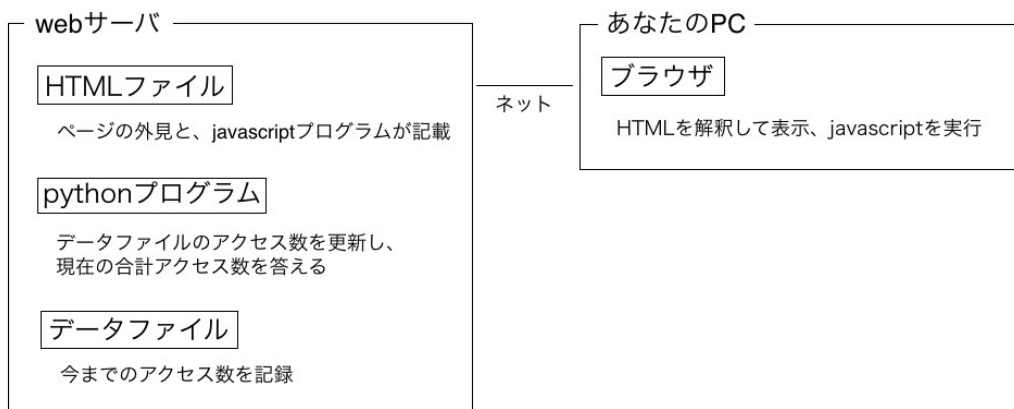 webサーバ
HTMLファイル
ページの外見と、javascriptプログラムが記載
pythonプログラム
データファイルのアクセス数を更新し、
現在の合計アクセス数を答える
データファイル
今までのアクセス数を記録
ネット
あなたのPC
ブラウザ
HTMLを解釈して表示、javascriptを実行